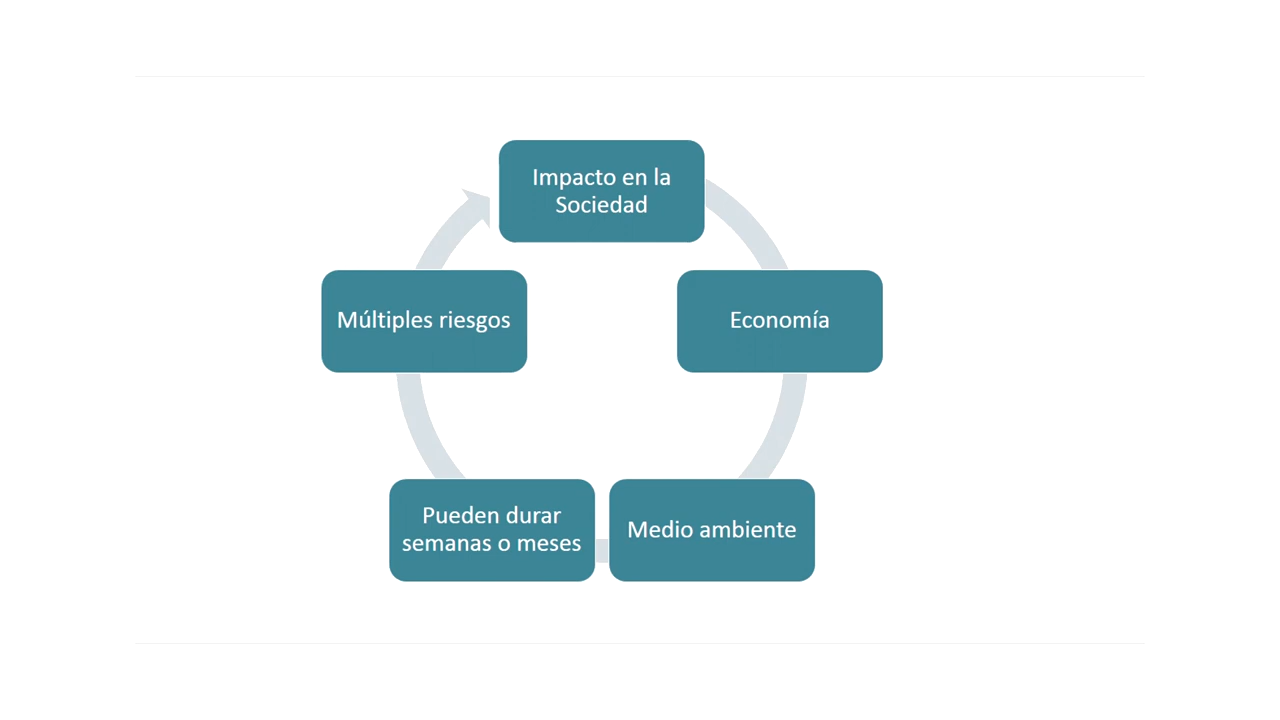 Impacto en la
Sociedad
Economía
Medio ambiente
Pueden durar
semanas o meses
Múltiples riesgos